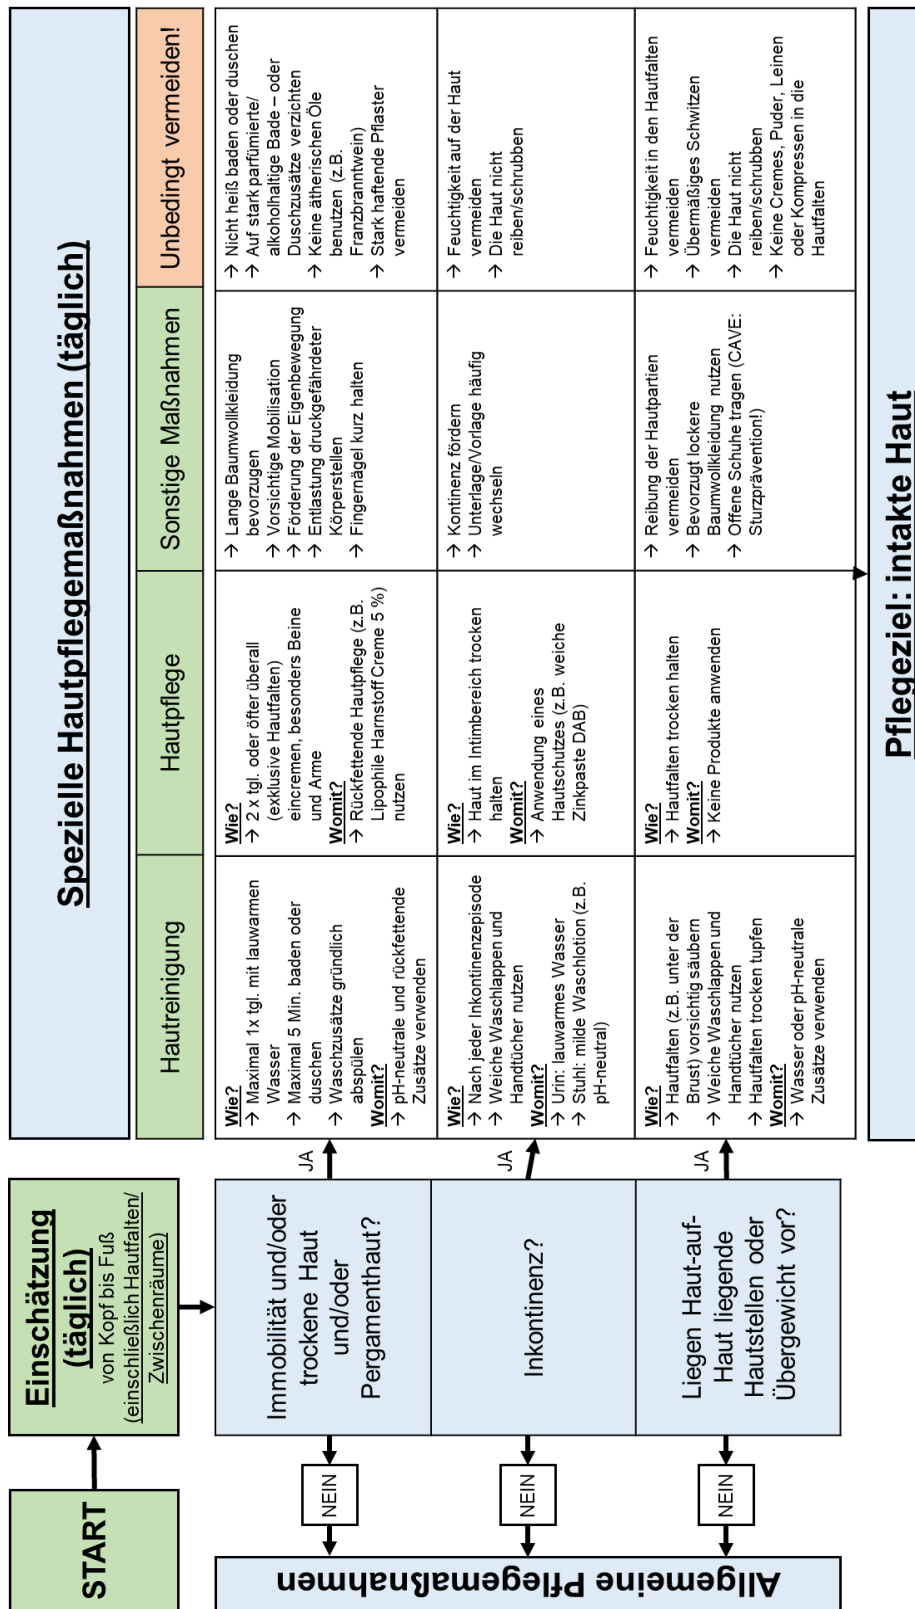 START
Einschätzung
(täglich)
von Kopf bis Fuß
(einschließlich Hautfalten/
Zwischenräume)
Spezielle Hautpflegemaßnahmen (täglich)
Hautreinigung
Hautpflege
Sonstige Maßnahmen
Unbedingt vermeiden!
Allgemeine Pflegemaßnahmen
NEIN
Immobilität und/oder
trockene Haut
und/oder
Pergamenthaut?
JA
Wie?
→ Maximal 1x tgl. mit lauwarmen
Wasser
→ Maximal 5 Min. baden oder
duschen
→ Waschzusätze gründlich
abspülen
Womit?
→ pH-neutrale und rückfettende
Zusätze verwenden
Wie?
→ 2 x tgl. oder öfter überall
(exklusive Hautfalten)
eincremen, besonders Beine
und Arme
Womit?
→ Rückfettende Hautpflege (z.B.
Lipophile Harnstoff Creme 5 %)
nutzen
→ Lange Baumwollkleidung
bevorzugen
→ Vorsichtige Mobilisation
→ Förderung der Eigenbewegung
→ Entlastung druckgefährdeter
Körperstellen
→ Fingernägel kurz halten
→ Nicht heiß baden oder duschen
→ Auf stark parfümierte/
alkoholhaltige Bade – oder
Duschzusätze verzichten
→ Keine ätherischen Öle
benutzen (z.B.
Franzbranntwein)
→ Stark haftende Pflaster
vermeiden
NEIN
Inkontinenz?
JA
Wie?
→ Nach jeder Inkontinenzepisode
→ Weiche Waschlappen und
Handtücher nutzen
Womit?
→ Urin: lauwarmes Wasser
→ Stuhl: milde Waschlotion (z.B.
pH-neutral)
Wie?
→ Haut im Intimbereich trocken
halten
Womit?
→ Anwendung eines
Hautschutzes (z.B. weiche
Zinkpaste DAB)
→ Kontinenz fördern
→ Unterlage/Vorlage häufig
wechseln
→ Feuchtigkeit auf der Haut
vermeiden
→ Die Haut nicht
reiben/schrubben
NEIN
Liegen Haut-auf-
Haut liegende
Hautstellen oder
Übergewicht vor?
JA
Wie?
→ Hautfalten (z.B. unter der
Brust) vorsichtig säubern
→ Weiche Waschlappen und
Handtücher nutzen
→ Hautfalten trocken tupfen
Womit?
→ Wasser oder pH-neutrale
Zusätze verwenden
Wie?
→ Hautfalten trocken halten
Womit?
→ Keine Produkte anwenden
→ Reibung der Hautpartien
vermeiden
→ Bevorzugt lockere
Baumwollkleidung nutzen
→ Offene Schuhe tragen (CAVE:
Sturzprävention!)
→ Feuchtigkeit in den Hautfalten
vermeiden
→ Übermäßiges Schwitzen
vermeiden
→ Die Haut nicht
reiben/schrubben
→ Keine Cremes, Puder, Leinen
oder Kompressen in die
Hautfalten
Pflegeziel: intakte Haut